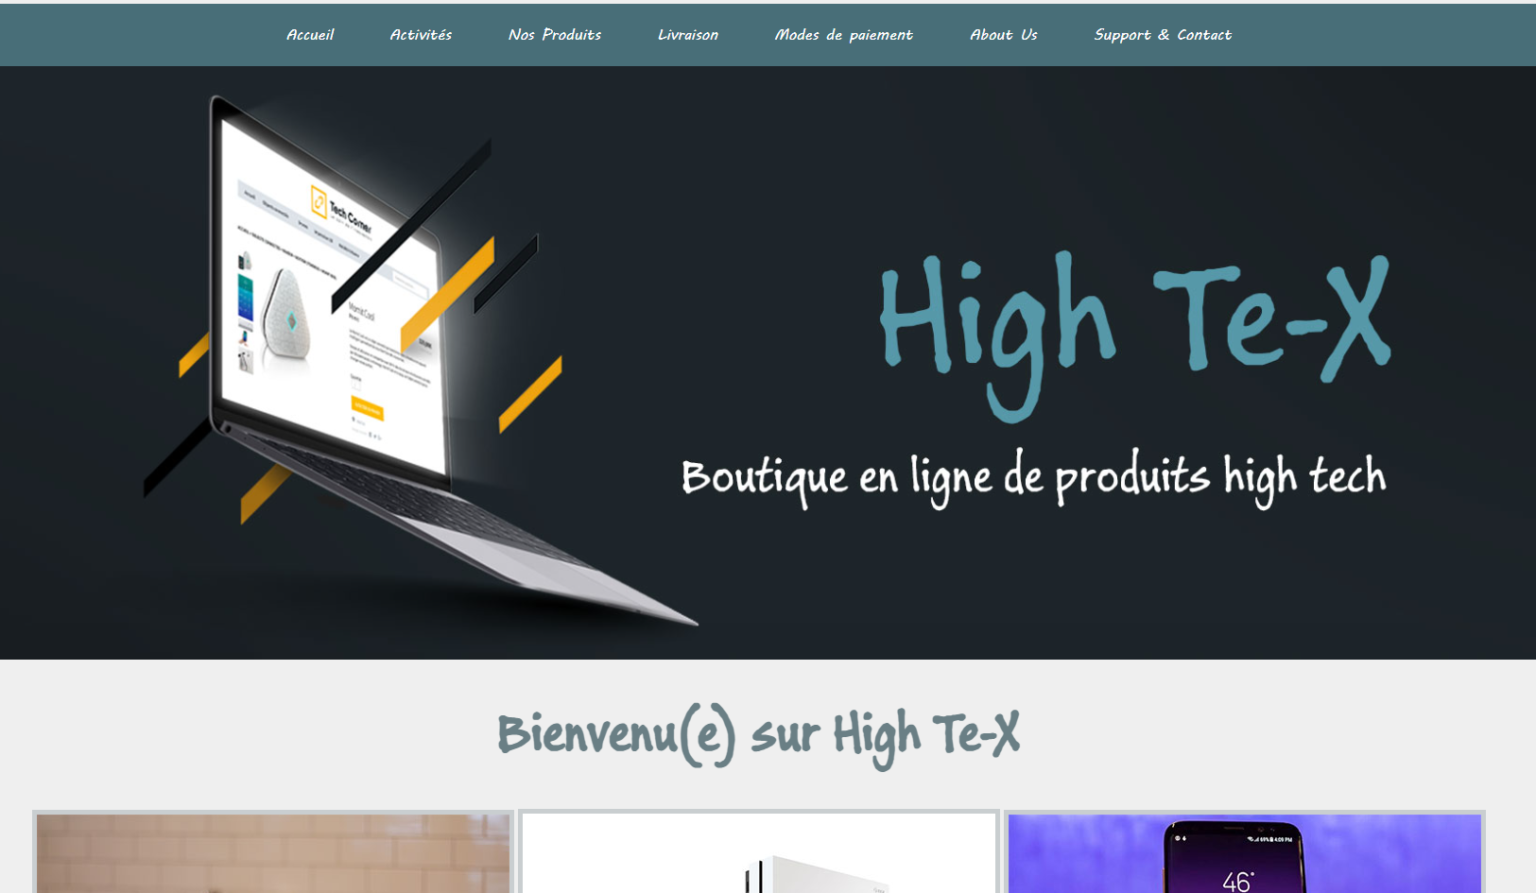 Accueil Activités Nos Produits Livraison Modes de paiement About Us Support & Contact
Tech Corner
High Te-X
Boutique en ligne de produits high tech
Bienvenu(e) sur High Te-X
46°